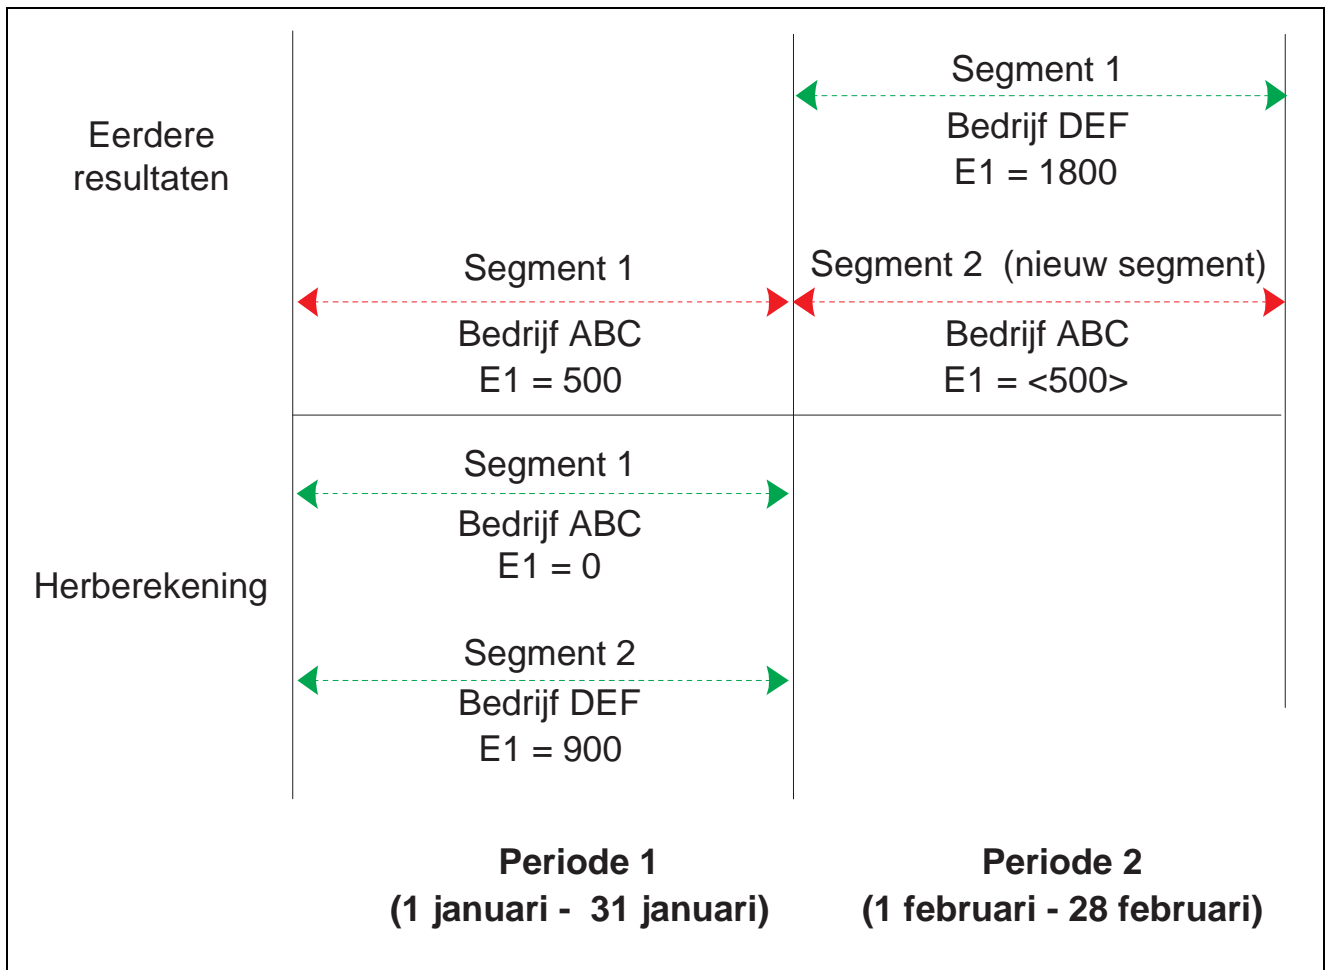 Segment 1
Bedrijf DEF
E1 = 1800
Eerdere
resultaten
Segment 1
Bedrijf ABC
E1 = 500
Segment 2 (nieuw segment)
Bedrijf ABC
E1 = <500>
Segment 1
Bedrijf ABC
E1 = 0
Herberekening
Segment 2
Bedrijf DEF
E1 = 900
Periode 1
(1 januari - 31 januari)
Periode 2
(1 februari - 28 februari)